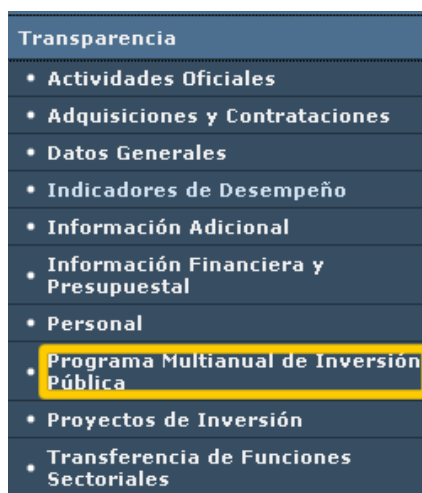 Transparencia
Actividades Oficiales
Adquisiciones y Contrataciones
Datos Generales
Indicadores de Desempeño
Información Adicional
Información Financiera y
Presupuestal
Personal
Programa Multianual de Inversión
Pública
Proyectos de Inversión
Transferencia de Funciones
Sectoriales